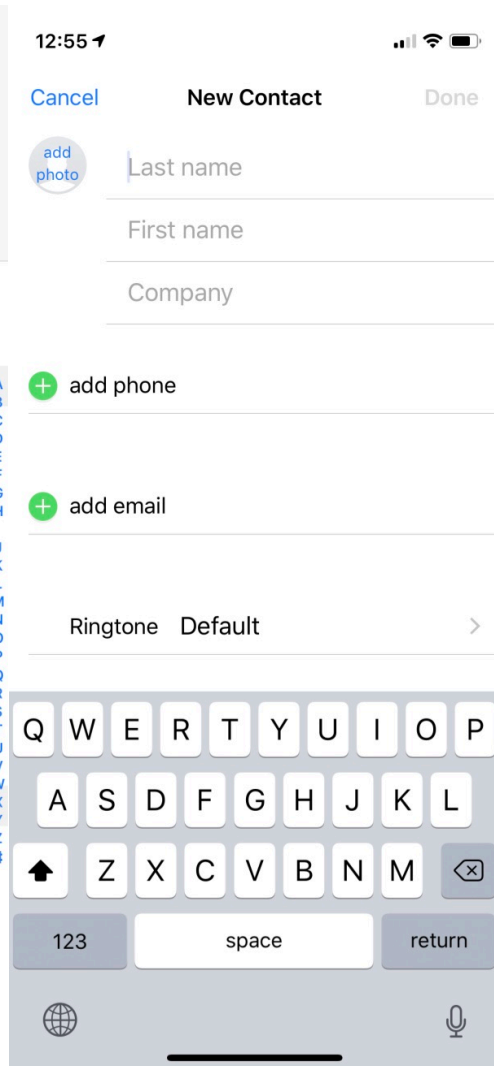 12:55
Cancel New Contact Done
add
photo
Last name
First name
Company
add phone
add email
Ringtone Default
Q W E R T Y U I O P
A S D F G H J K L
Z X C V B N M
123 space return